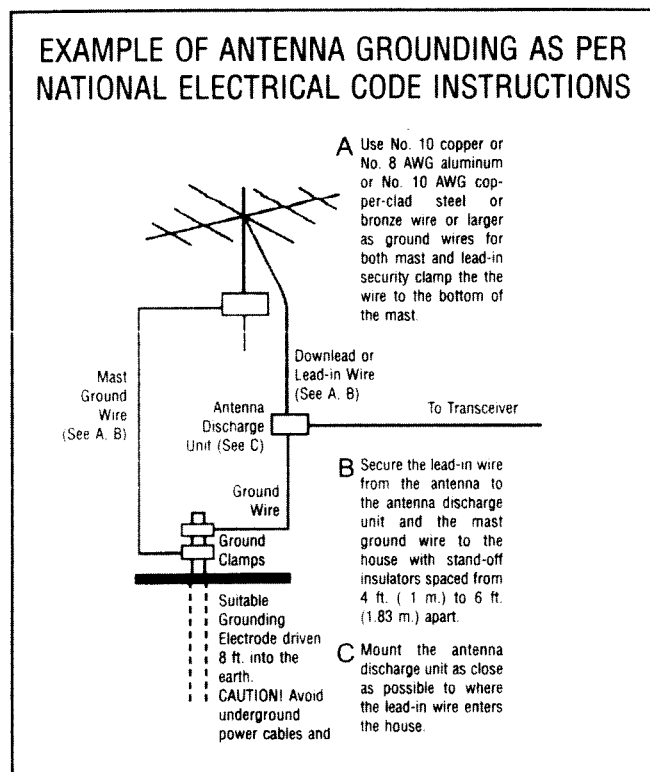 EXAMPLE OF ANTENNA GROUNDING AS PER
NATIONAL ELECTRICAL CODE INSTRUCTIONS
A Use No. 10 copper or
No. 8 AWG aluminum
or No. 10 AWG cop-
per-clad steel or
bronze wire or larger
as ground wires for
both mast and lead-in
security clamp the the
wire to the bottom of
the mast.
Downlead or
Lead-in Wire
(See A. B)
Mast
Ground
Wire
(See A. B)
Antenna
Discharge
Unit (See C)
To Transceiver
Ground
Wire
Ground
Clamps
B Secure the lead-in wire
from the antenna to
the antenna discharge
unit and the mast
ground wire to the
house with stand-off
insulators spaced from
4 ft. ( 1 m.) to 6 ft.
(1.83 m.) apart.
Suitable
Grounding
Electrode driven
8 ft. into the
earth.
CAUTION! Avoid
underground
power cables and
C Mount the antenna
discharge unit as close
as possible to where
the lead-in wire enters
the house.